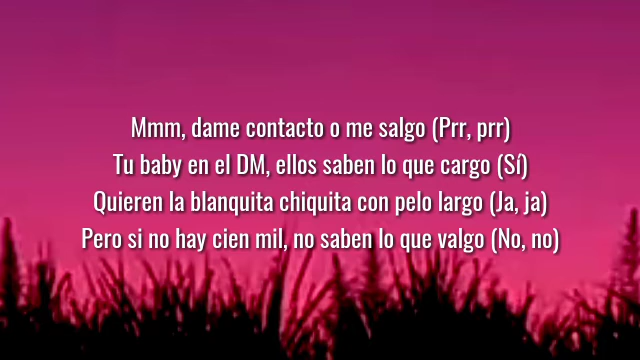 Mmm, dame contacto o me salgo (Prr, prr)
Tu baby en el DM, ellos saben lo que cargo (Sí)
Quieren la blanquita chiquita con pelo largo (Ja, ja)
Pero si no hay cien mil, no saben lo que valgo (No, no)